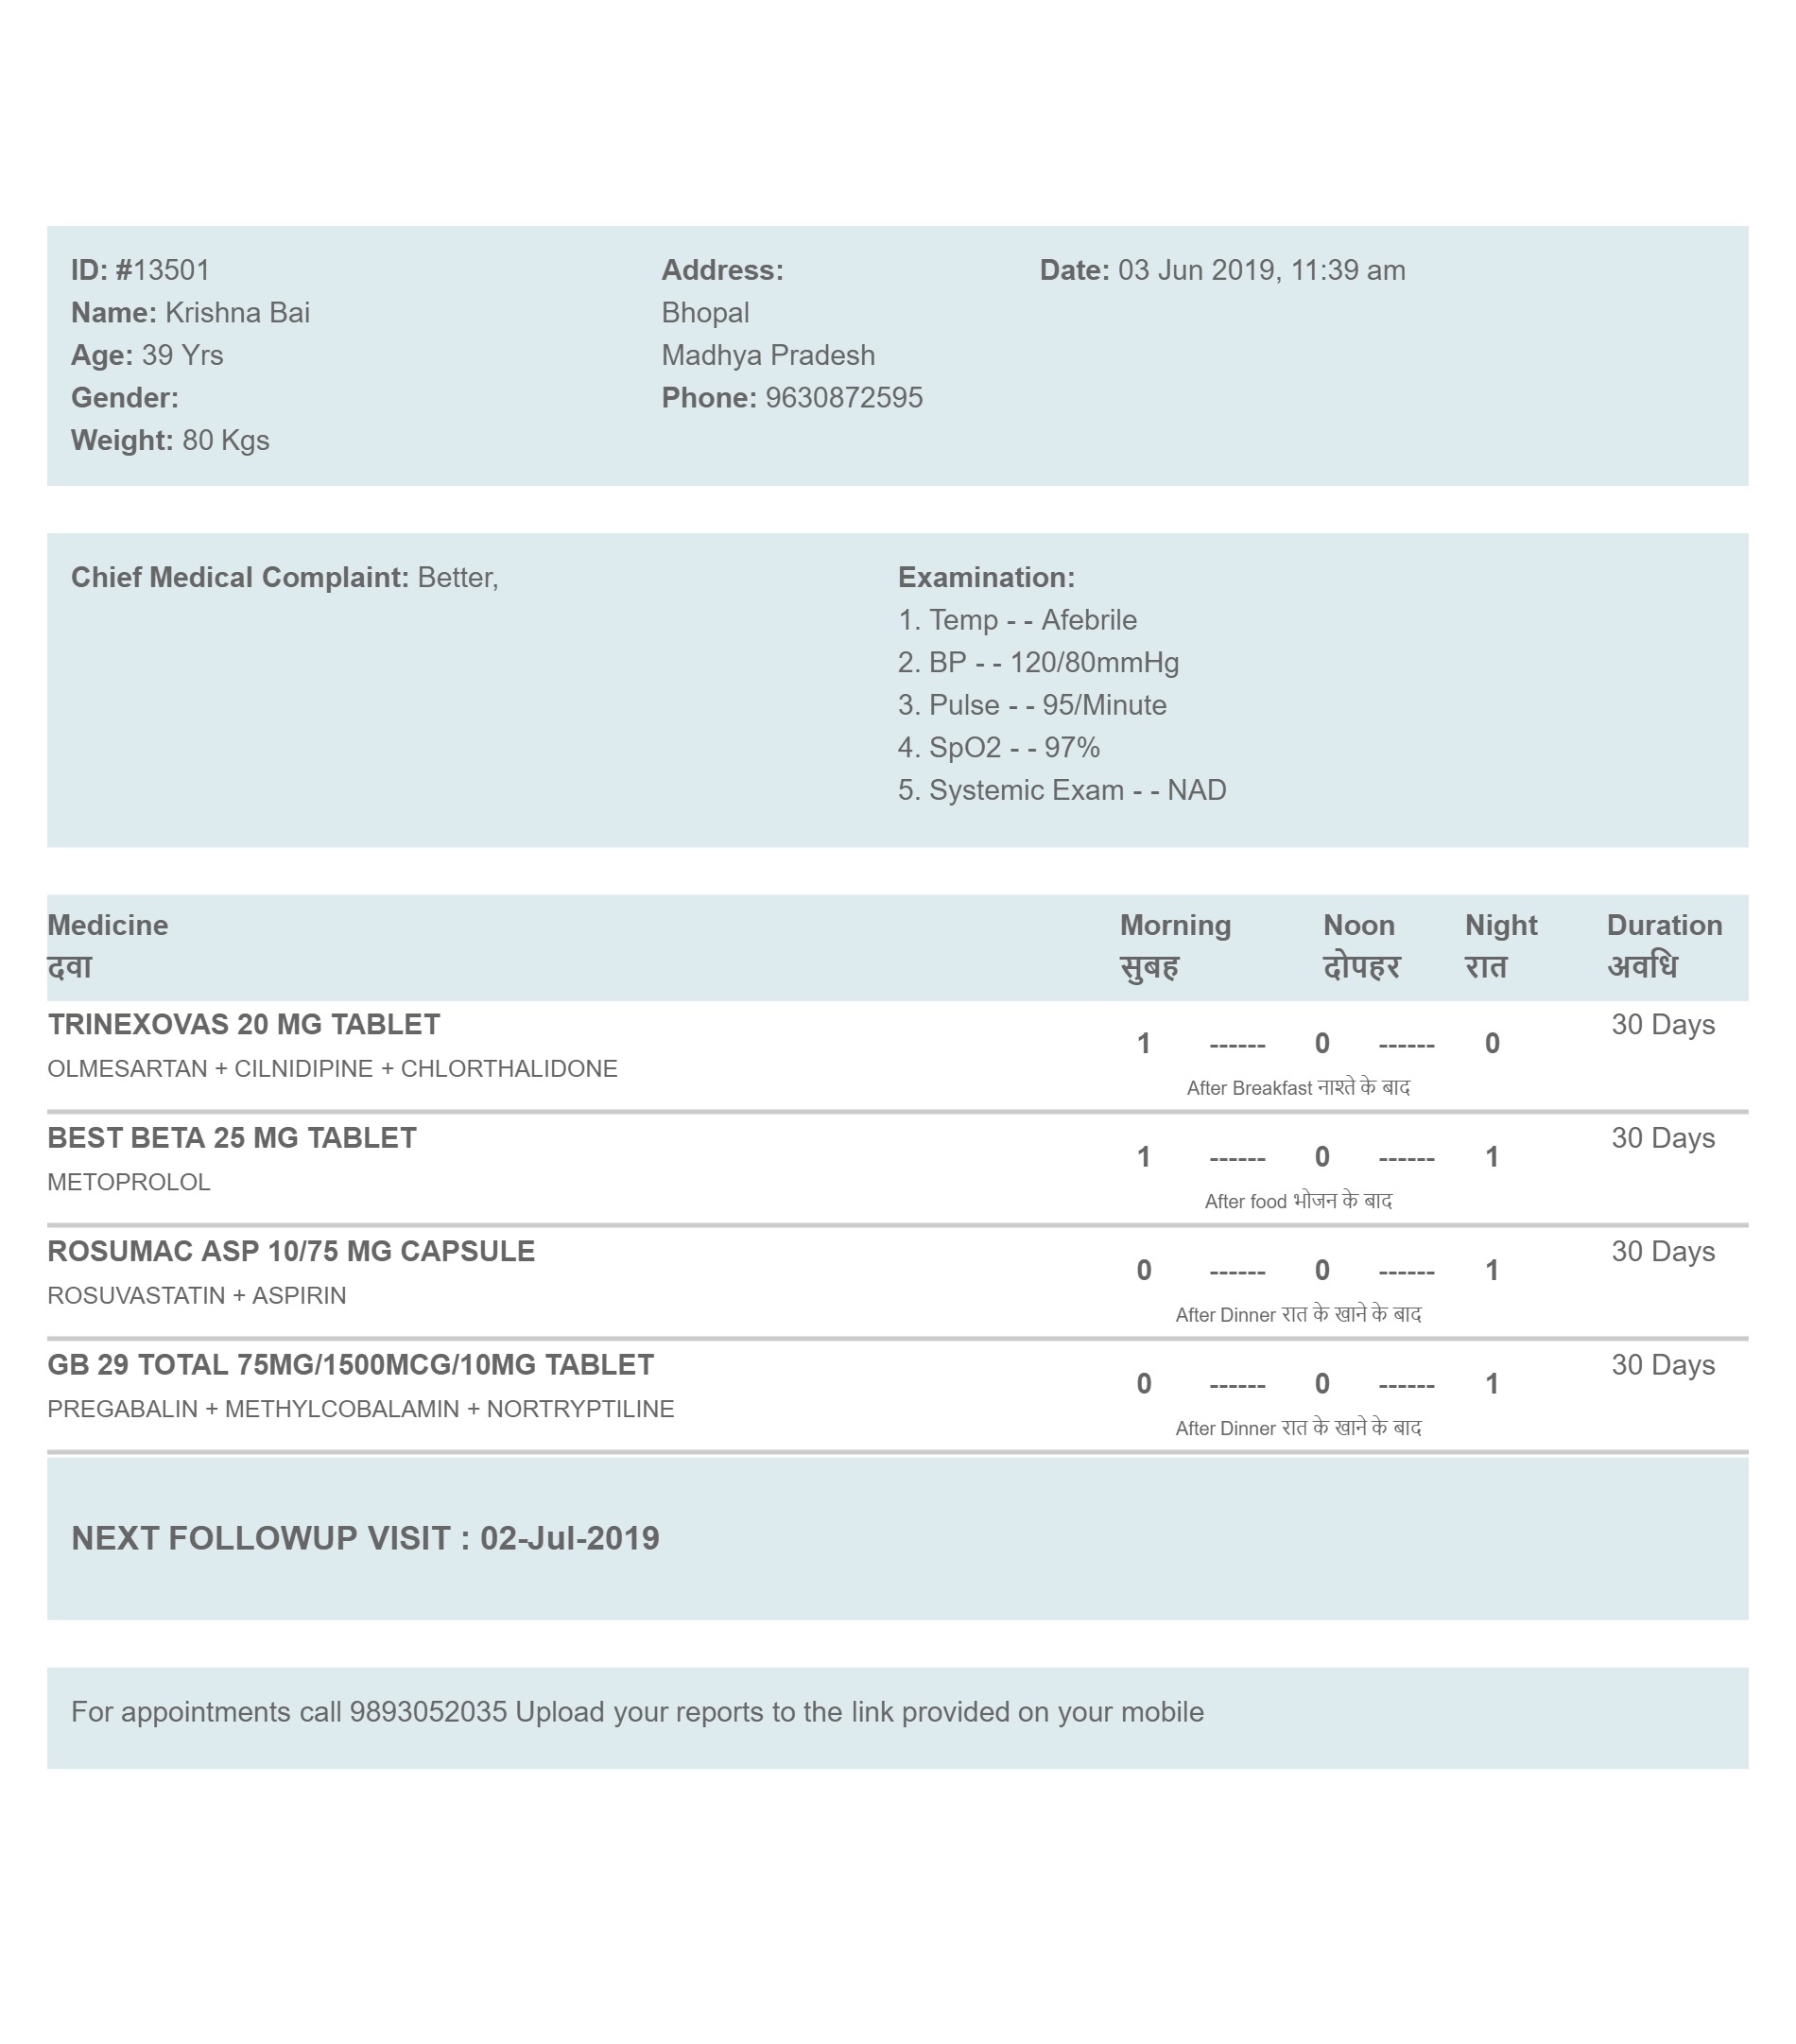 ID: #13501
Name: Krishna Bai
Age: 39 Yrs
Gender:
Weight: 80 Kgs
Address:
Bhopal
Madhya Pradesh
Phone: 9630872595
Date: 03 Jun 2019, 11:39 am
Chief Medical Complaint: Better,
Examination:
1. Temp - - Afebrile
2. BP - - 120/80mmHg
3. Pulse - - 95/Minute
4. SpO2 - - 97%
5. Systemic Exam - - NAD
Medicine Morning Noon Night Duration
दवा सुबह दोपहर रात अवधि
TRINEXOVAS 20 MG TABLET 1 ------ 0 ------ 0 30 Days
OLMESARTAN + CILNIDIPINE + CHLORTHALIDONE
After Breakfast नाश्ते के बाद
BEST BETA 25 MG TABLET 1 ------ 0 ------ 1 30 Days
METOPROLOL
After food भोजन के बाद
ROSUMAC ASP 10/75 MG CAPSULE 0 ------ 0 ------ 1 30 Days
ROSUVASTATIN + ASPIRIN
After Dinner रात के खाने के बाद
GB 29 TOTAL 75MG/1500MCG/10MG TABLET 0 ------ 0 ------ 1 30 Days
PREGABALIN + METHYLCOBALAMIN + NORTRYPTILINE
After Dinner रात के खाने के बाद
NEXT FOLLOWUP VISIT : 02-Jul-2019
For appointments call 9893052035 Upload your reports to the link provided on your mobile